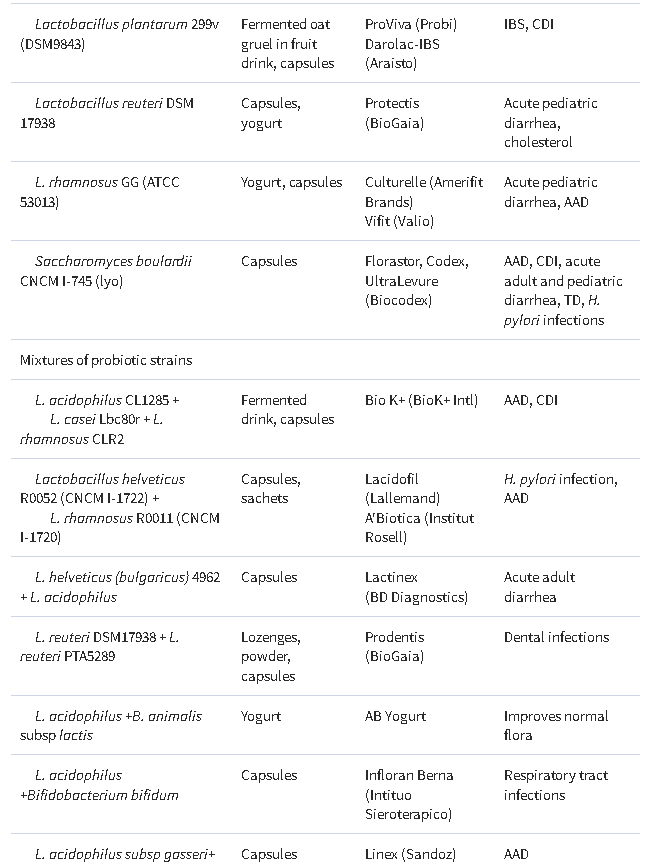 Lactobacillus plantarum 299v
(DSM9843)
Fermented oat
gruel in fruit
drink, capsules
ProViva (Probi)
Darolac-IBS
(Araisto)
IBS, CDI
Lactobacillus reuteri DSM
17938
Capsules,
yogurt
Protectis
(BioGaia)
Acute pediatric
diarrhea,
cholesterol
L. rhamnosus GG (ATCC
53013)
Yogurt, capsules
Culturelle (Amerifit
Brands)
Vifit (Valio)
Acute pediatric
diarrhea, AAD
Saccharomyces boulardii
CNCM I-745 (lyo)
Capsules
Florastor, Codex,
UltraLevure
(Biocodex)
AAD, CDI, acute
adult and pediatric
diarrhea, TD, H.
pylori infections
Mixtures of probiotic strains
L. acidophilus CL1285 +
L. casei Lbc80r + L.
rhamnosus CLR2
Fermented
drink, capsules
Bio K+ (BioK+ Intl)
AAD, CDI
Lactobacillus helveticus
R0052 (CNCM I-1722) +
L. rhamnosus R0011 (CNCM
I-1720)
Capsules,
sachets
Lacidofil
(Lallemand)
A'Biotica (Institut
Rosell)
H. pylori infection,
AAD
L. helveticus (bulgaricus) 4962
+ L. acidophilus
Capsules
Lactinex
(BD Diagnostics)
Acute adult
diarrhea
L. reuteri DSM17938 + L.
reuteri PTA5289
Lozenges,
powder,
capsules
Prodentis
(BioGaia)
Dental infections
L. acidophilus +B. animalis
subsp lactis
Yogurt
AB Yogurt
Improves normal
flora
L. acidophilus
+Bifidobacterium bifidum
Capsules
Infloran Berna
(Intituo
Sieroterapico)
Respiratory tract
infections
L. acidophilus subsp gasseri+
Capsules
Linex (Sandoz)
AAD